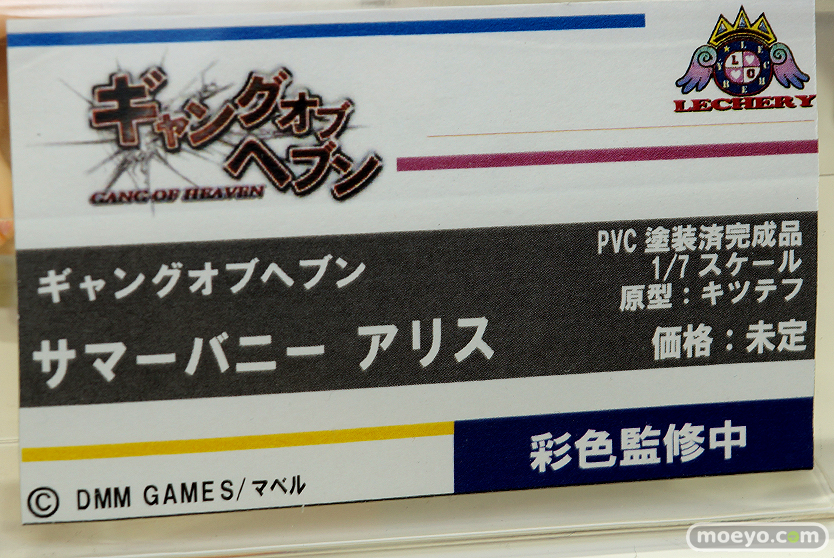 LECHERY
ギャングオブ
ヘブン
GANG OF HEAVEN
PVC 塗装済完成品
1/7 スケール
原型：キツテフ
価格：未定
ギャングオブヘブン
サマーバニー アリス
彩色監修中
© DMM GAMES/マベル
moeyo.com